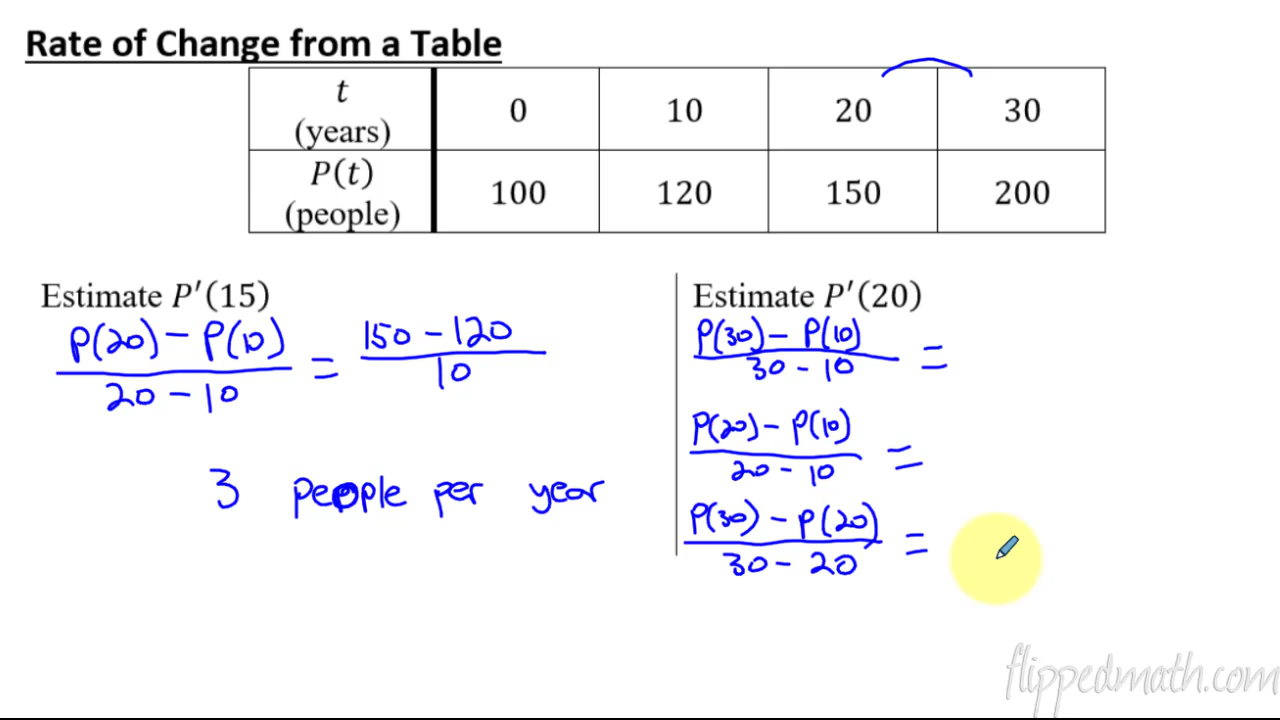 Rate of Change from a Table
t (years) 0 10 20 30
P(t) (people) 100 120 150 200
Estimate P′(15)
P(20) − P(10) / 20 − 10 = 150 − 120 / 10
3 people per year
Estimate P′(20)
P(30) − P(10) / 30 − 10 =
P(20) − P(10) / 20 − 10 =
P(30) − P(20) / 30 − 20 =
flippedmath.com